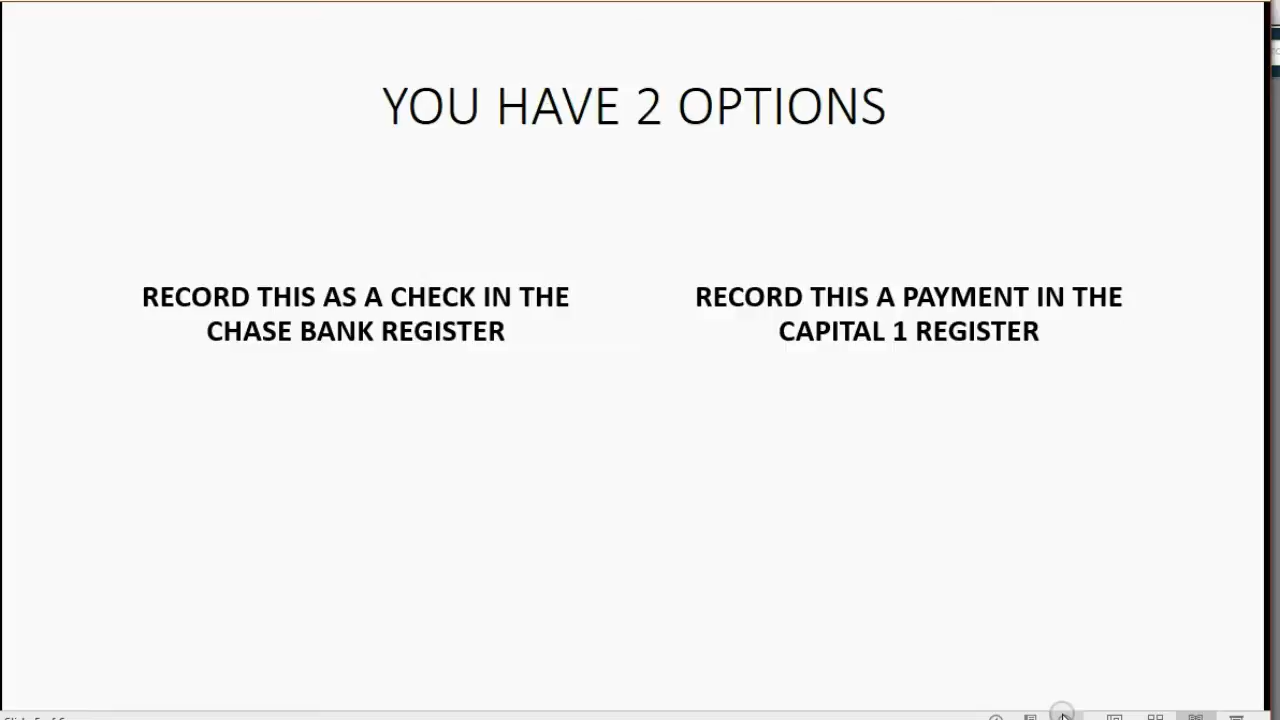 YOU HAVE 2 OPTIONS
RECORD THIS AS A CHECK IN THE
CHASE BANK REGISTER
RECORD THIS A PAYMENT IN THE
CAPITAL 1 REGISTER